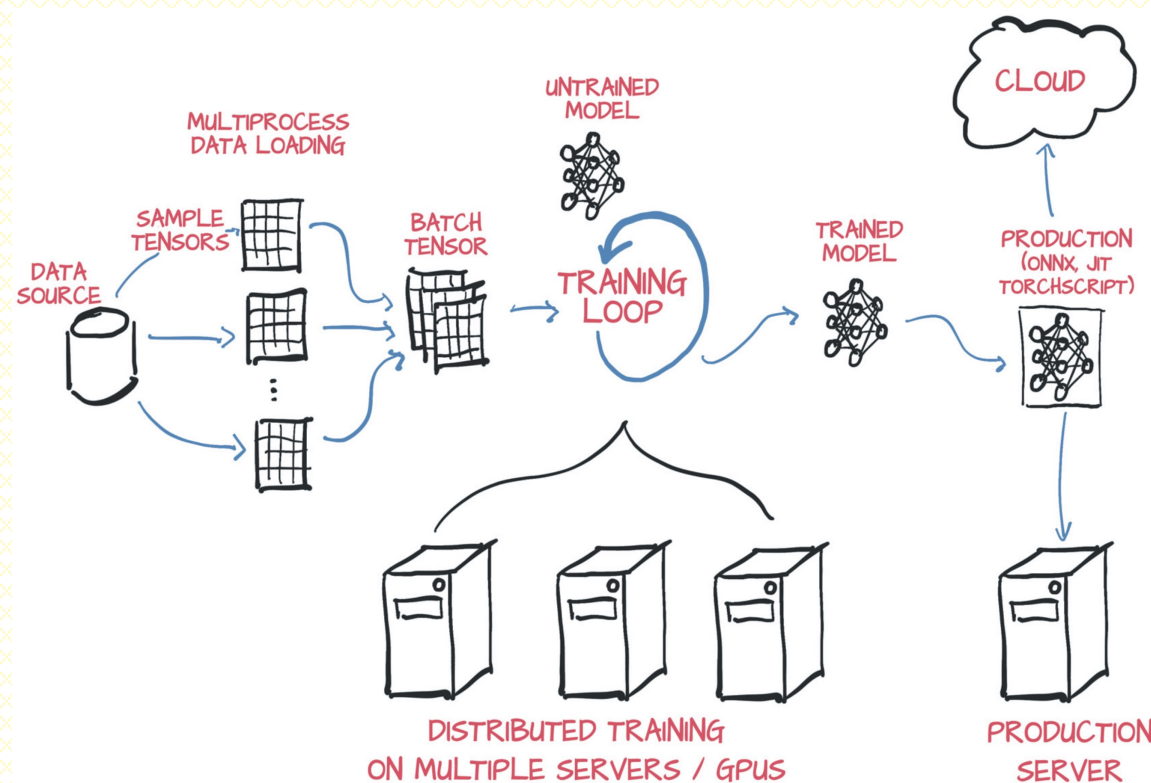 CLOUD
UNTRAINED
MODEL
MULTIPROCESS
DATA LOADING
SAMPLE
TENSORS
BATCH
TENSOR
TRAINED
MODEL
PRODUCTION
(ONNX, JIT
TORCHSCRIPT)
DATA
SOURCE
TRAINING
LOOP
DISTRIBUTED TRAINING
ON MULTIPLE SERVERS / GPUS
PRODUCTION
SERVER